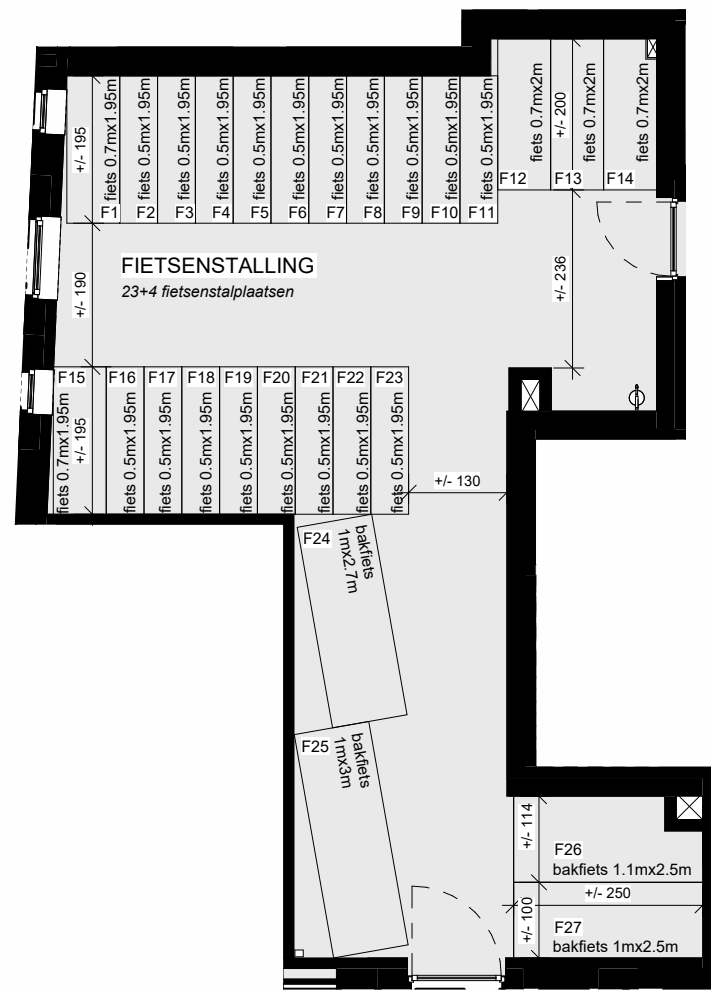 +/- 195
fiets 0.7mx1.95m
fiets 0.5mx1.95m
fiets 0.5mx1.95m
fiets 0.5mx1.95m
fiets 0.5mx1.95m
fiets 0.5mx1.95m
fiets 0.5mx1.95m
fiets 0.5mx1.95m
fiets 0.5mx1.95m
fiets 0.5mx1.95m
fiets 0.5mx1.95m
fiets 0.7mx2m
+/- 200
fiets 0.7mx2m
fiets 0.7mx2m
F12
F13
F14
F1
F2
F3
F4
F5
F6
F7
F8
F9
F10
F11
FIETSENSTALLING
23+4 fietsenstalplaatsen
+/- 190
+/- 236
F15
F16
F17
F18
F19
F20
F21
F22
F23
fiets 0.7mx1.95m
+/- 195
fiets 0.5mx1.95m
fiets 0.5mx1.95m
fiets 0.5mx1.95m
fiets 0.5mx1.95m
fiets 0.5mx1.95m
fiets 0.5mx1.95m
fiets 0.5mx1.95m
fiets 0.5mx1.95m
+/- 130
F24
bakfiets
1mx2.7m
F25
bakfiets
1mx3m
+/- 114
F26
bakfiets 1.1mx2.5m
+/- 250
+/- 100
F27
bakfiets 1mx2.5m